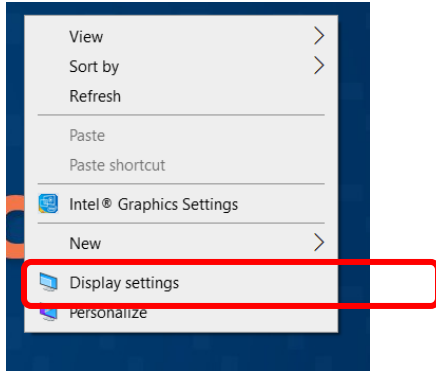 View
Sort by
Refresh
Paste
Paste shortcut
Intel® Graphics Settings
New
Display settings
Personalize